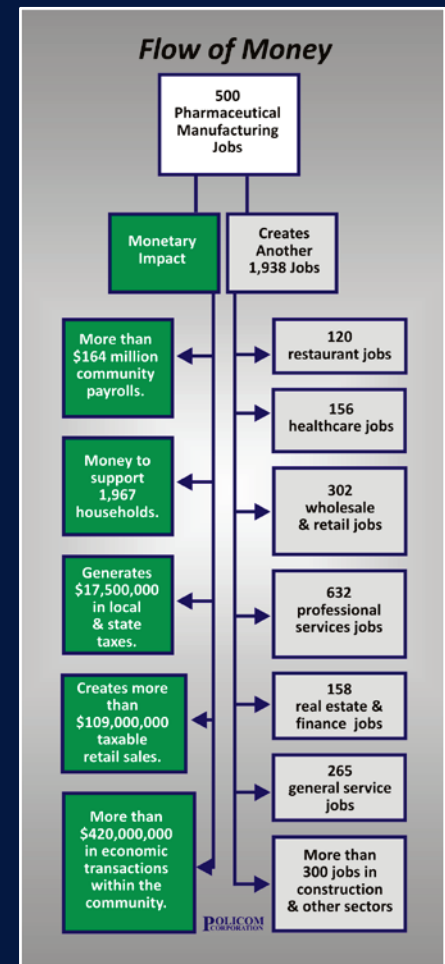 Flow of Money
500
Pharmaceutical
Manufacturing
Jobs
Monetary
Impact
Creates
Another
1,938 Jobs
More than
$164 million
community
payrolls.
Money to
support
1,967
households.
Generates
$17,500,000
in local
& state
taxes.
Creates more
than
$109,000,000
taxable
retail sales.
More than
$420,000,000
in economic
transactions
within the
community.
120
restaurant jobs
156
healthcare jobs
302
wholesale
& retail jobs
632
professional
services jobs
158
real estate &
finance jobs
265
general service
jobs
More than
300 jobs in
construction
& other sectors
POLICOM
CORPORATION